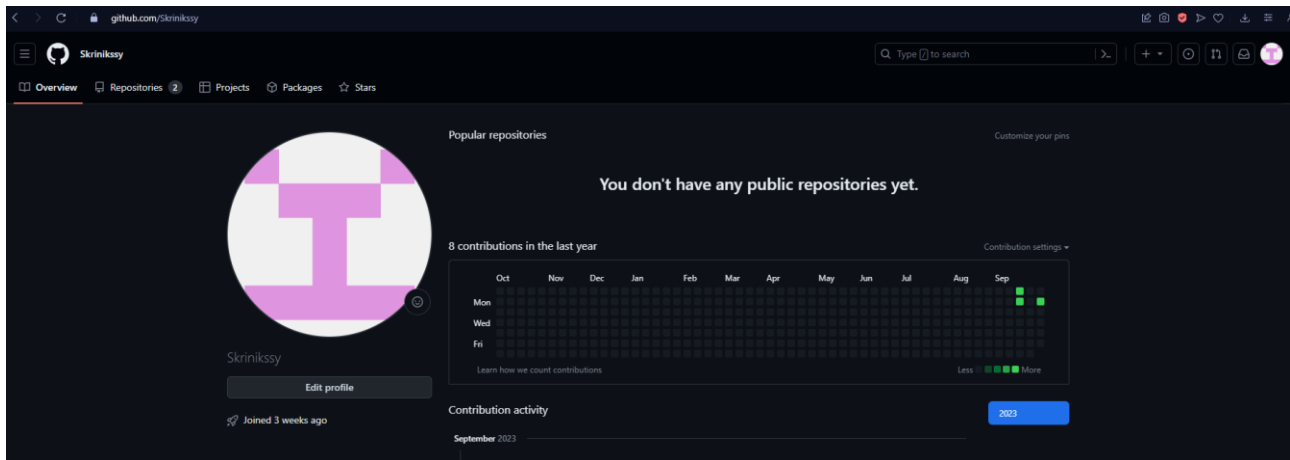 github.com/Skrinikssy
Skrinikssy
Type / to search
Overview Repositories 2 Projects Packages Stars
Popular repositories Customize your pins
You don't have any public repositories yet.
8 contributions in the last year Contribution settings
Oct Nov Dec Jan Feb Mar Apr May Jun Jul Aug Sep
Mon
Wed
Fri
Learn how we count contributions Less More
Skrinikssy
Edit profile
Joined 3 weeks ago
Contribution activity 2023
September 2023